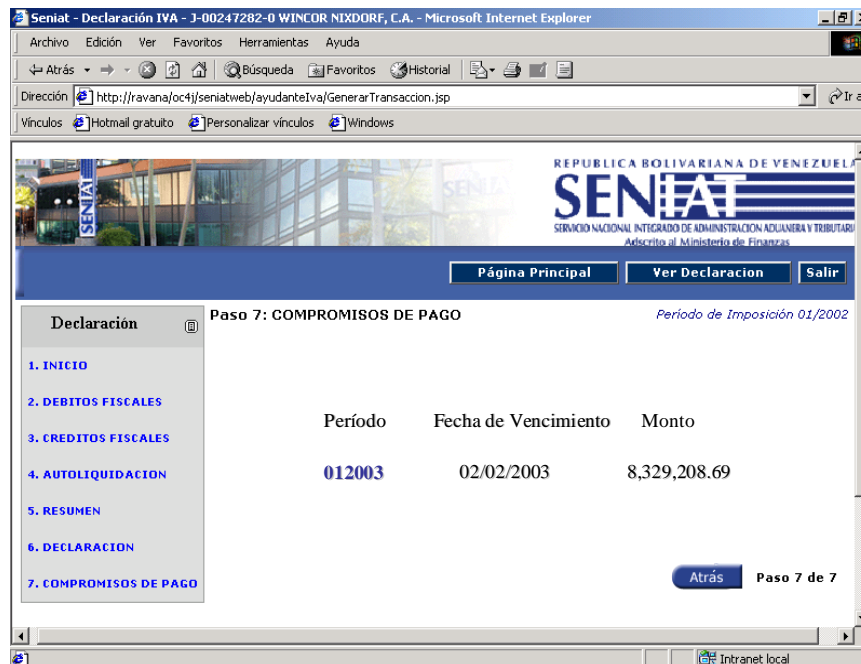 Seniat - Declaración IVA - J-00247282-0 WINCOR NIXDORF, C.A. - Microsoft Internet Explorer
Archivo Edición Ver Favoritos Herramientas Ayuda
Atrás Búsqueda Favoritos Historial
Dirección http://ravana/oc4j/seniatweb/ayudanteIva/GenerarTransaccion.jsp Ir a
Vínculos Hotmail gratuito Personalizar vínculos Windows
REPUBLICA BOLIVARIANA DE VENEZUELA
SENIAT
SENIAT
SERVICIO NACIONAL INTEGRADO DE ADMINISTRACION ADUANERA Y TRIBUTARI
Adscrito al Ministerio de Finanzas
Página Principal Ver Declaracion Salir
Declaración
Paso 7: COMPROMISOS DE PAGO
Período de Imposición 01/2002
1. INICIO
2. DEBITOS FISCALES
3. CREDITOS FISCALES
4. AUTOLIQUIDACION
5. RESUMEN
6. DECLARACION
7. COMPROMISOS DE PAGO
Período Fecha de Vencimiento Monto
012003 02/02/2003 8,329,208.69
Atrás Paso 7 de 7
Intranet local